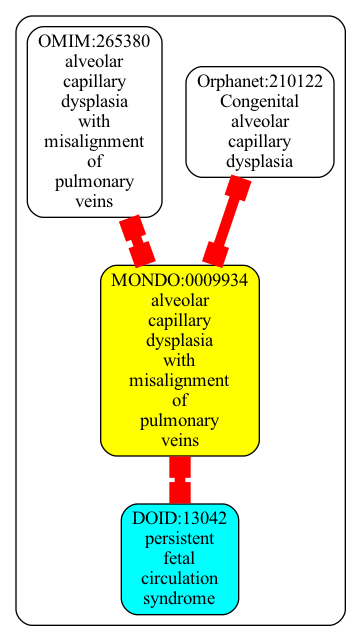 OMIM:265380
alveolar
capillary
dysplasia
with
misalignment
of
pulmonary
veins
Orphanet:210122
Congenital
alveolar
capillary
dysplasia
MONDO:0009934
alveolar
capillary
dysplasia
with
misalignment
of
pulmonary
veins
DOID:13042
persistent
fetal
circulation
syndrome